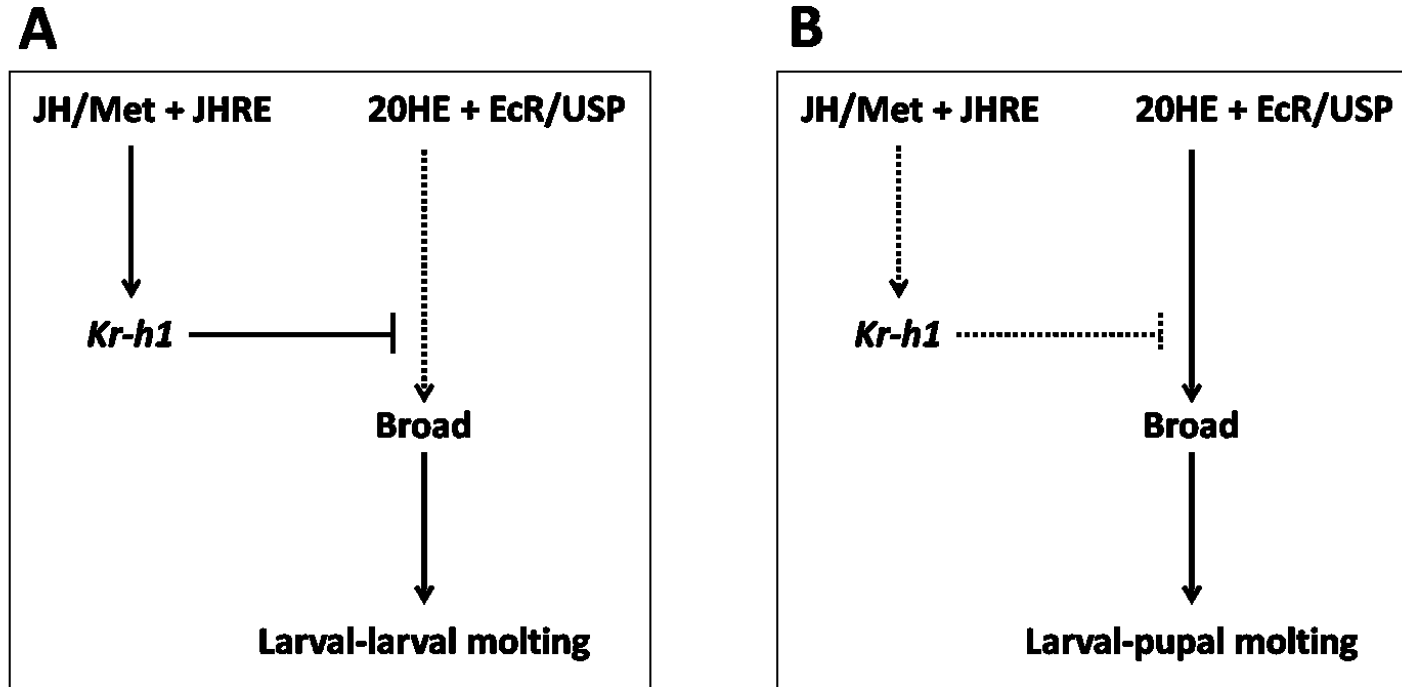 A
JH/Met + JHRE
20HE + EcR/USP
Kr-h1
Broad
Larval-larval molting
B
JH/Met + JHRE
20HE + EcR/USP
Kr-h1
Broad
Larval-pupal molting